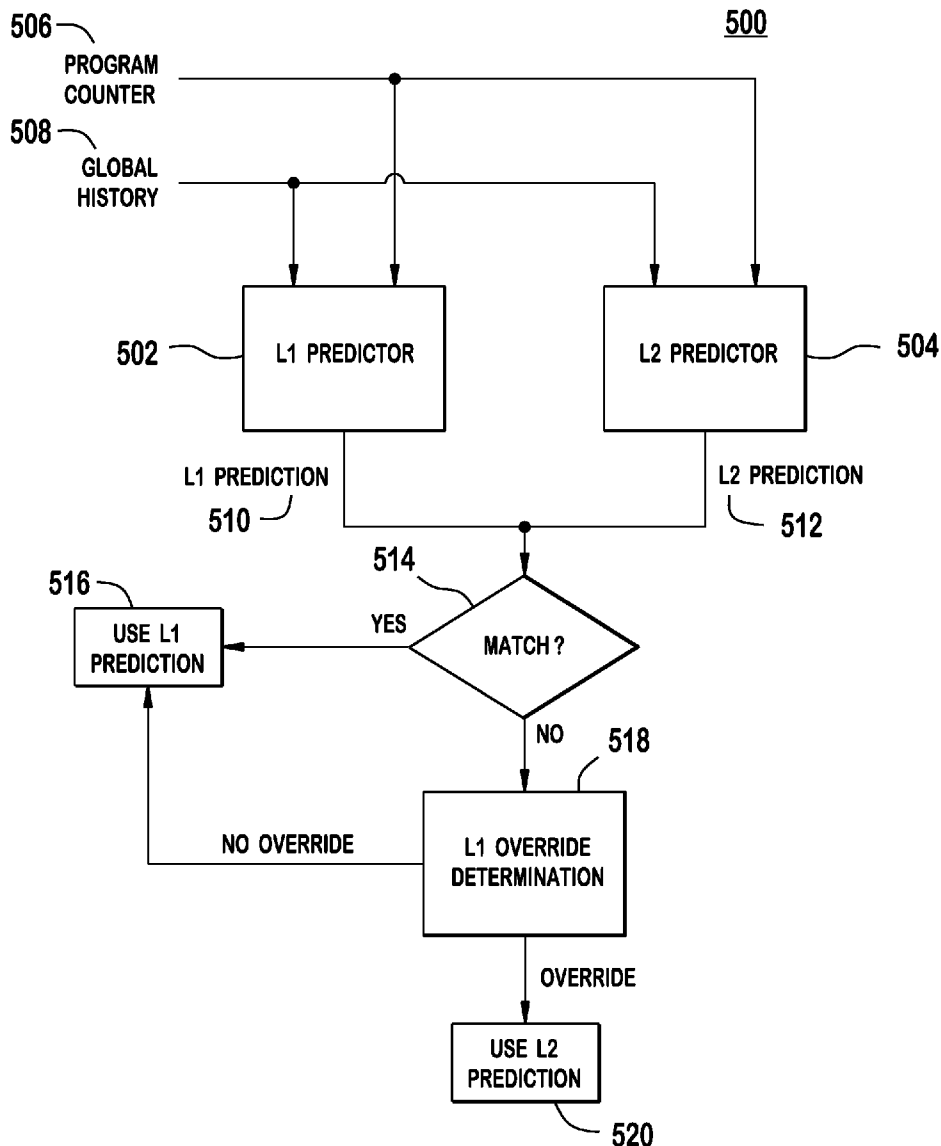 506
500
PROGRAM
COUNTER
508
GLOBAL
HISTORY
502
L1 PREDICTOR
L2 PREDICTOR
504
L1 PREDICTION
510
L2 PREDICTION
512
514
516
YES
MATCH?
USE L1
PREDICTION
NO
518
NO OVERRIDE
L1 OVERRIDE
DETERMINATION
OVERRIDE
USE L2
PREDICTION
520